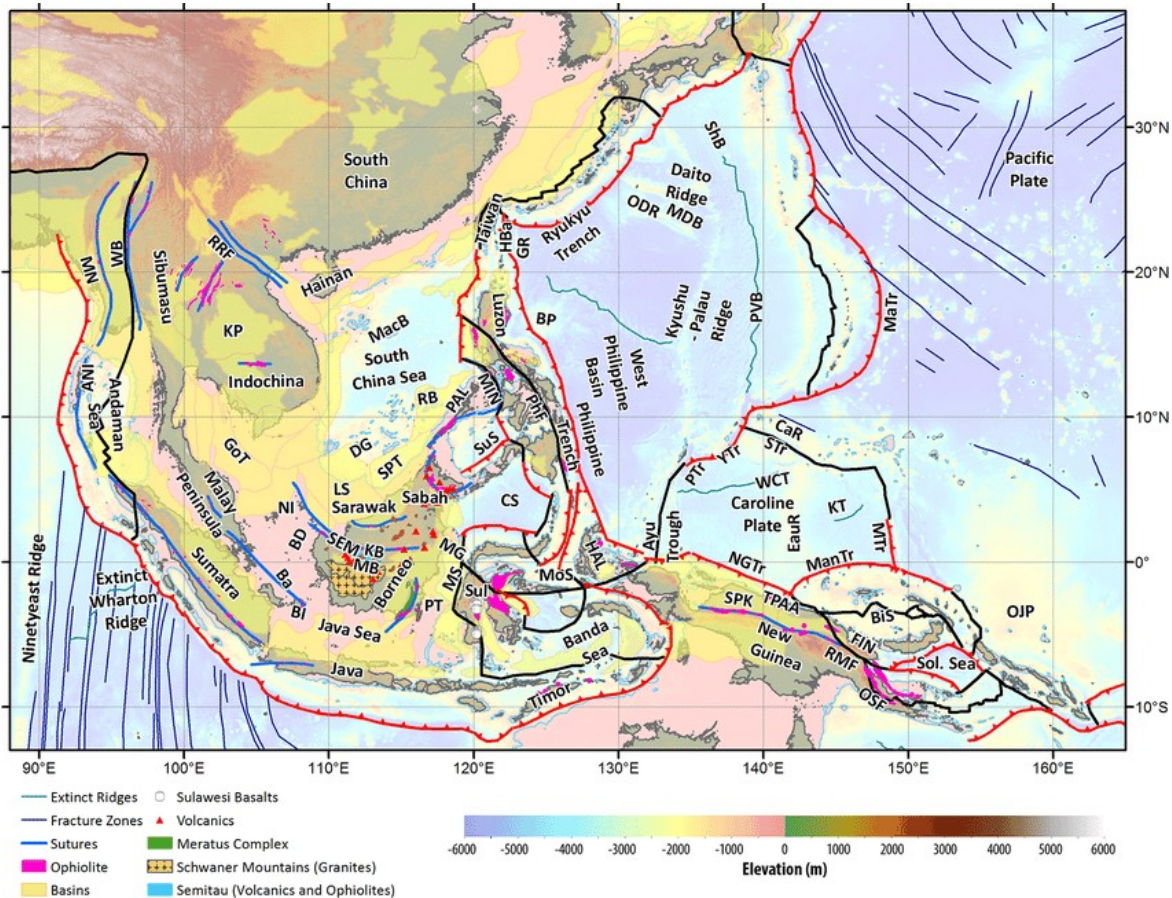 South
China
Pacific
Plate
ShB
Daito
Ridge
ODR MDB
Taiwan
HBa
GR
RyuKyu
Trench
Hainan
RRF
WB
MN
Sibumasu
KP
Indochina
MacB
South
China Sea
RB
Luzon
BP
Kyushu
- Palau
Ridge
PVB
MaTr
West
Philippine
Basin
ANI
Andaman
Sea
GoT
DG
SPT
PAL
MIN
PhF
SuS
Philippine
Trench
CaR
STr
YTr
PTr
WCT
Caroline
Plate
EauR
KT
MTr
Malay
Peninsula
NI
LS
Sarawak
Sabah
CS
BD
SEM
KB
MB
Borneo
MG
MS
MoS
HAL
Ayu
Trough
NGTr
ManTr
Sumatra
Ba
BI
Java Sea
PT
Sul
Banda
Sea
SPK
TPAA
New
Guinea
BiS
FIN
RMF
Sol. Sea
OSF
OJP
Ninetyeast Ridge
Extinct
Wharton
Ridge
Java
Timor
30°N
20°N
10°N
0°
10°S
90°E
100°E
110°E
120°E
130°E
140°E
150°E
160°E
Extinct Ridges
Fracture Zones
Sutures
Ophiolite
Basins
Sulawesi Basalts
Volcanics
Meratus Complex
Schwaner Mountains (Granites)
Semitau (Volcanics and Ophiolites)
-6000 -5000 -4000 -3000 -2000 -1000 0 1000 2000 3000 4000 5000 6000
Elevation (m)